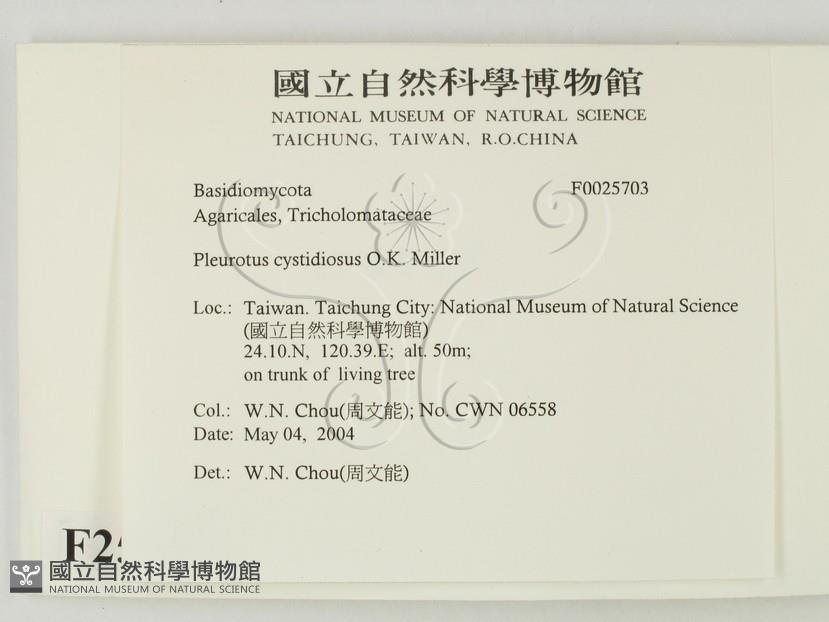 國立自然科學博物館
NATIONAL MUSEUM OF NATURAL SCIENCE
TAICHUNG, TAIWAN, R.O.CHINA
Basidiomycota F0025703
Agaricales, Tricholomataceae
Pleurotus cystidiosus O.K. Miller
Loc.: Taiwan. Taichung City: National Museum of Natural Science
(國立自然科學博物館)
24.10.N, 120.39.E; alt. 50m;
on trunk of living tree
Col.: W.N. Chou(周文能); No. CWN 06558
Date: May 04, 2004
Det.: W.N. Chou(周文能)
F25
國立自然科學博物館
NATIONAL MUSEUM OF NATURAL SCIENCE